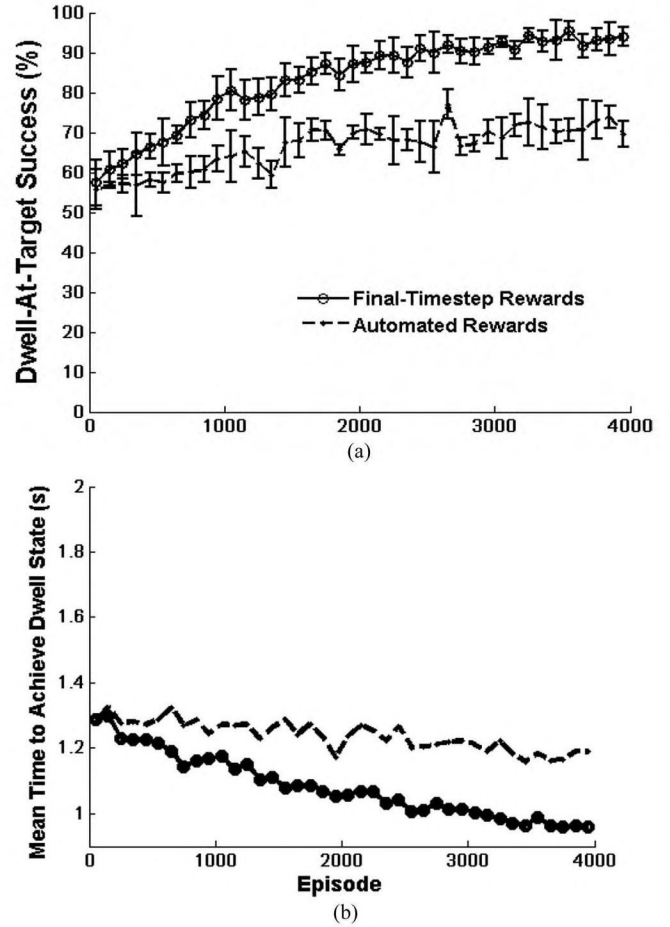 100
90
80
70
60
50
40
30
20
10
0
Dwell-At-Target Success (%)
Final-Timestep Rewards
Automated Rewards
0 1000 2000 3000 4000
(a)
2
1.8
1.6
1.4
1.2
1
Mean Time to Achieve Dwell State (s)
0 1000 2000 3000 4000
Episode
(b)